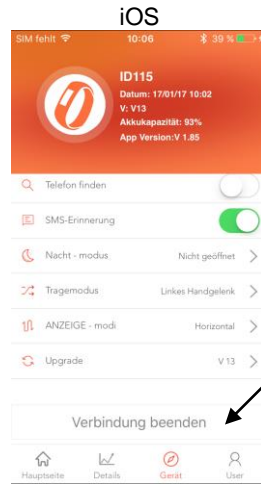 iOS
SIM fehlt 10:06 39 %
ID115
Datum: 17/01/17 10:02
V: V13
Akkukapazität: 93%
App Version:V 1.85
Telefon finden
SMS-Erinnerung
Nacht - modus Nicht geöffnet
Tragemodus Linkes Handgelenk
ANZEIGE - modi Horizontal
Upgrade V 13
Verbindung beenden
Hauptseite Details Gerät User